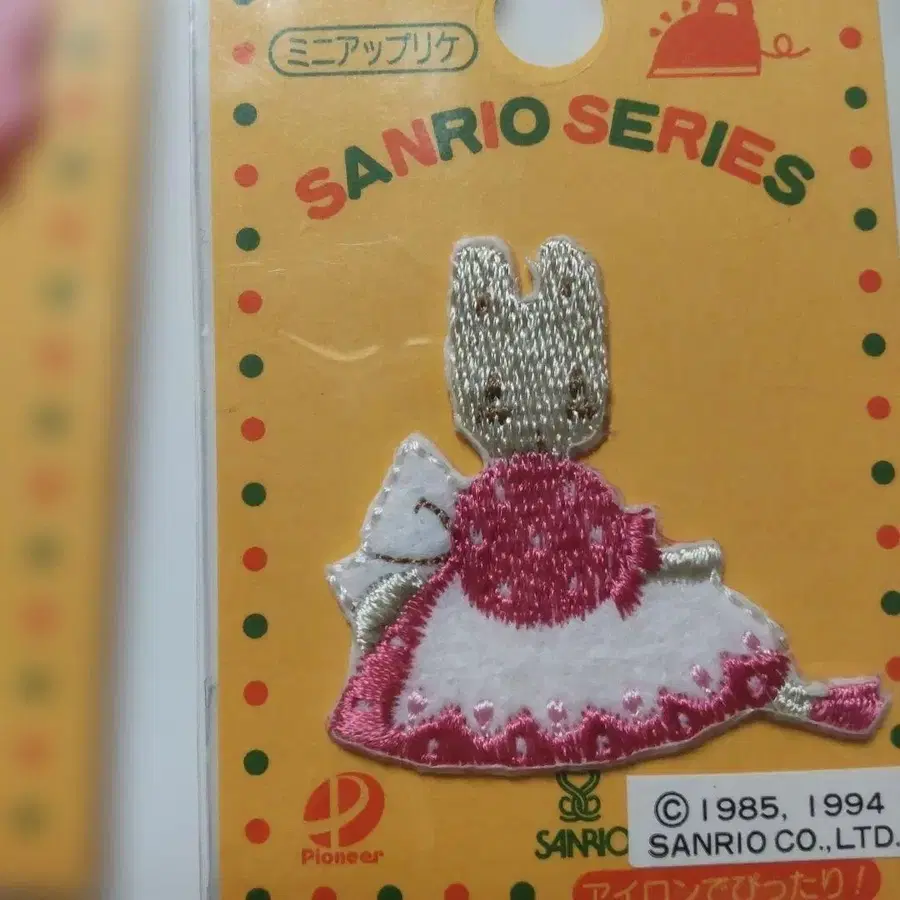 ミニアップリケ
SANRIO SERIES
Pioneer
SANRIO
© 1985, 1994
SANRIO CO., LTD.
アイロンでぴったり!